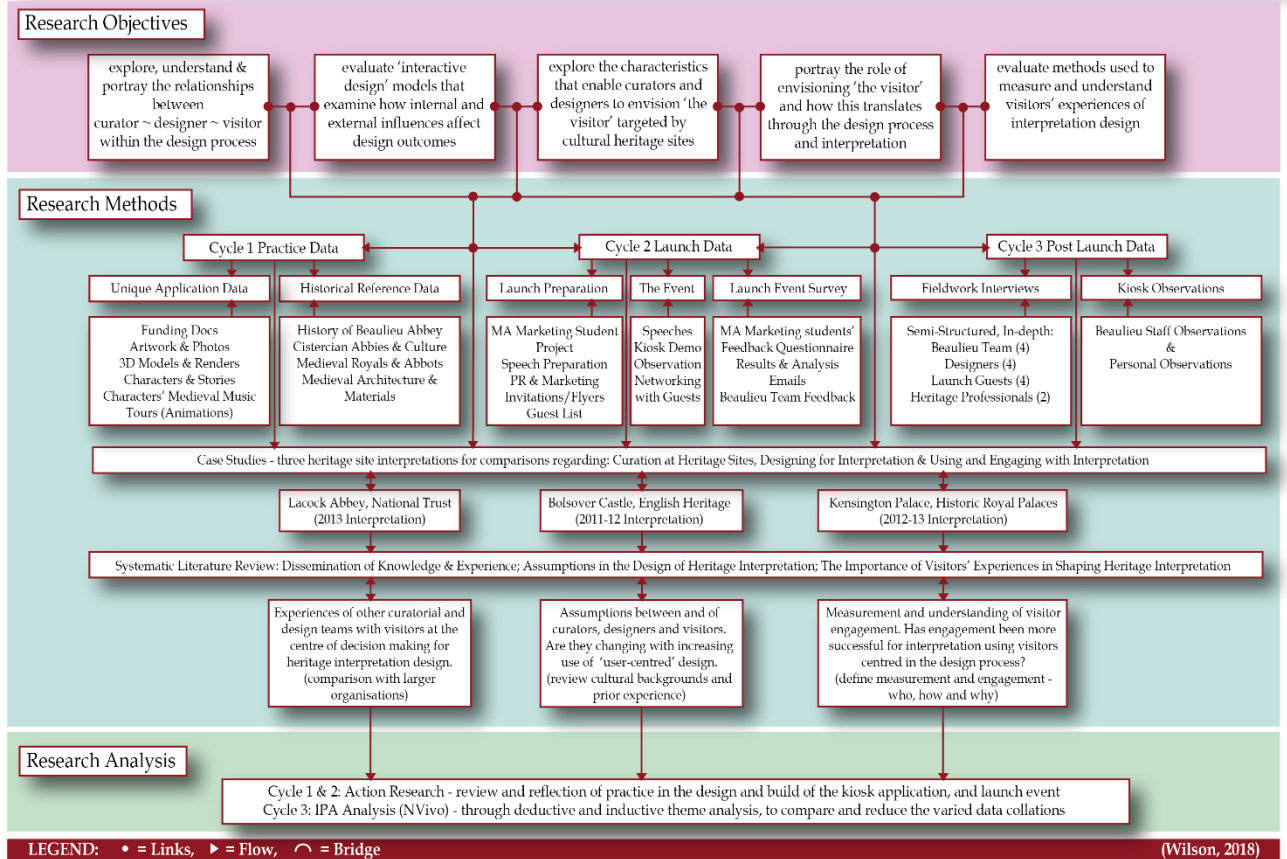 Research Objectives
explore, understand &
portray the relationships
between
curator ~ designer ~ visitor
within the design process
evaluate ‘interactive
design’ models that
examine how internal and
external influences affect
design outcomes
explore the characteristics
that enable curators and
designers to envision ‘the
visitor’ targeted by
cultural heritage sites
portray the role of
envisioning ‘the visitor’
and how this translates
through the design process
and interpretation
evaluate methods used to
measure and understand
visitors’ experiences of
interpretation design
Research Methods
Cycle 1 Practice Data
Cycle 2 Launch Data
Cycle 3 Post Launch Data
Unique Application Data
Historical Reference Data
Launch Preparation
The Event
Launch Event Survey
Fieldwork Interviews
Kiosk Observations
Funding Docs
Artwork & Photos
3D Models & Renders
Characters & Stories
Characters’ Medieval Music
Tours (Animations)
History of Beaulieu Abbey
Cistercian Abbies & Culture
Medieval Royals & Abbots
Medieval Architecture &
Materials
MA Marketing Student
Project
Speech Preparation
PR & Marketing
Invitations/Flyers
Guest List
Speeches
Kiosk Demo
Observation
Networking
with Guests
MA Marketing students’
Feedback Questionnaire
Results & Analysis
Emails
Beaulieu Team Feedback
Semi-Structured, In-depth:
Beaulieu Team (4)
Designers (4)
Launch Guests (4)
Heritage Professionals (2)
Beaulieu Staff Observations
&
Personal Observations
Case Studies - three heritage site interpretations for comparisons regarding: Curation at Heritage Sites, Designing for Interpretation & Using and Engaging with Interpretation
Lacock Abbey, National Trust
(2013 Interpretation)
Bolsover Castle, English Heritage
(2011-12 Interpretation)
Kensington Palace, Historic Royal Palaces
(2012-13 Interpretation)
Systematic Literature Review: Dissemination of Knowledge & Experience; Assumptions in the Design of Heritage Interpretation; The Importance of Visitors’ Experiences in Shaping Heritage Interpretation
Experiences of other curatorial and
design teams with visitors at the
centre of decision making for
heritage interpretation design.
(comparison with larger
organisations)
Assumptions between and of
curators, designers and visitors.
Are they changing with increasing
use of ‘user-centred’ design.
(review cultural backgrounds and
prior experience)
Measurement and understanding of visitor
engagement. Has engagement been more
successful for interpretation using visitors
centred in the design process?
(define measurement and engagement -
who, how and why)
Research Analysis
Cycle 1 & 2: Action Research - review and reflection of practice in the design and build of the kiosk application, and launch event
Cycle 3: IPA Analysis (NVivo) - through deductive and inductive theme analysis, to compare and reduce the varied data collations
LEGEND: • = Links, ▶ = Flow, ⌒ = Bridge
(Wilson, 2018)